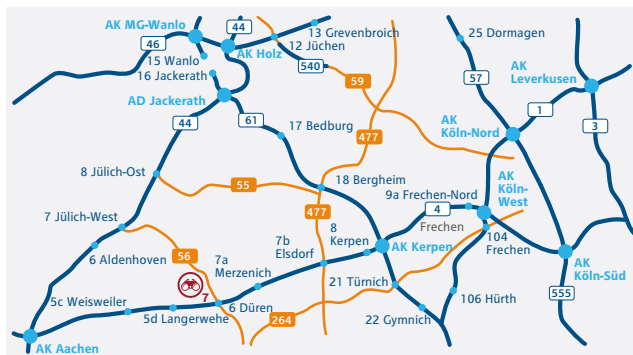 AK MG-Wanlo
44
13 Grevenbroich
12 Jüchen
25 Dormagen
46
15 Wanlo
16 Jackerath
AK Holz
540
59
57
AK
Leverkusen
AD Jackerath
1
3
44
61
17 Bedburg
477
AK
Köln-Nord
8 Jülich-Ost
55
18 Bergheim
9a Frechen-Nord
AK
Köln-
West
477
4
7 Jülich-West
8
Kerpen
Frechen
AK Kerpen
104
Frechen
6 Aldenhoven
56
7a
Merzenich
7b
Elsdorf
AK
Köln-Süd
7
21 Türnich
106 Hürth
5c Weisweiler
5d Langerwehe
6 Düren
264
22 Gymnich
555
AK Aachen